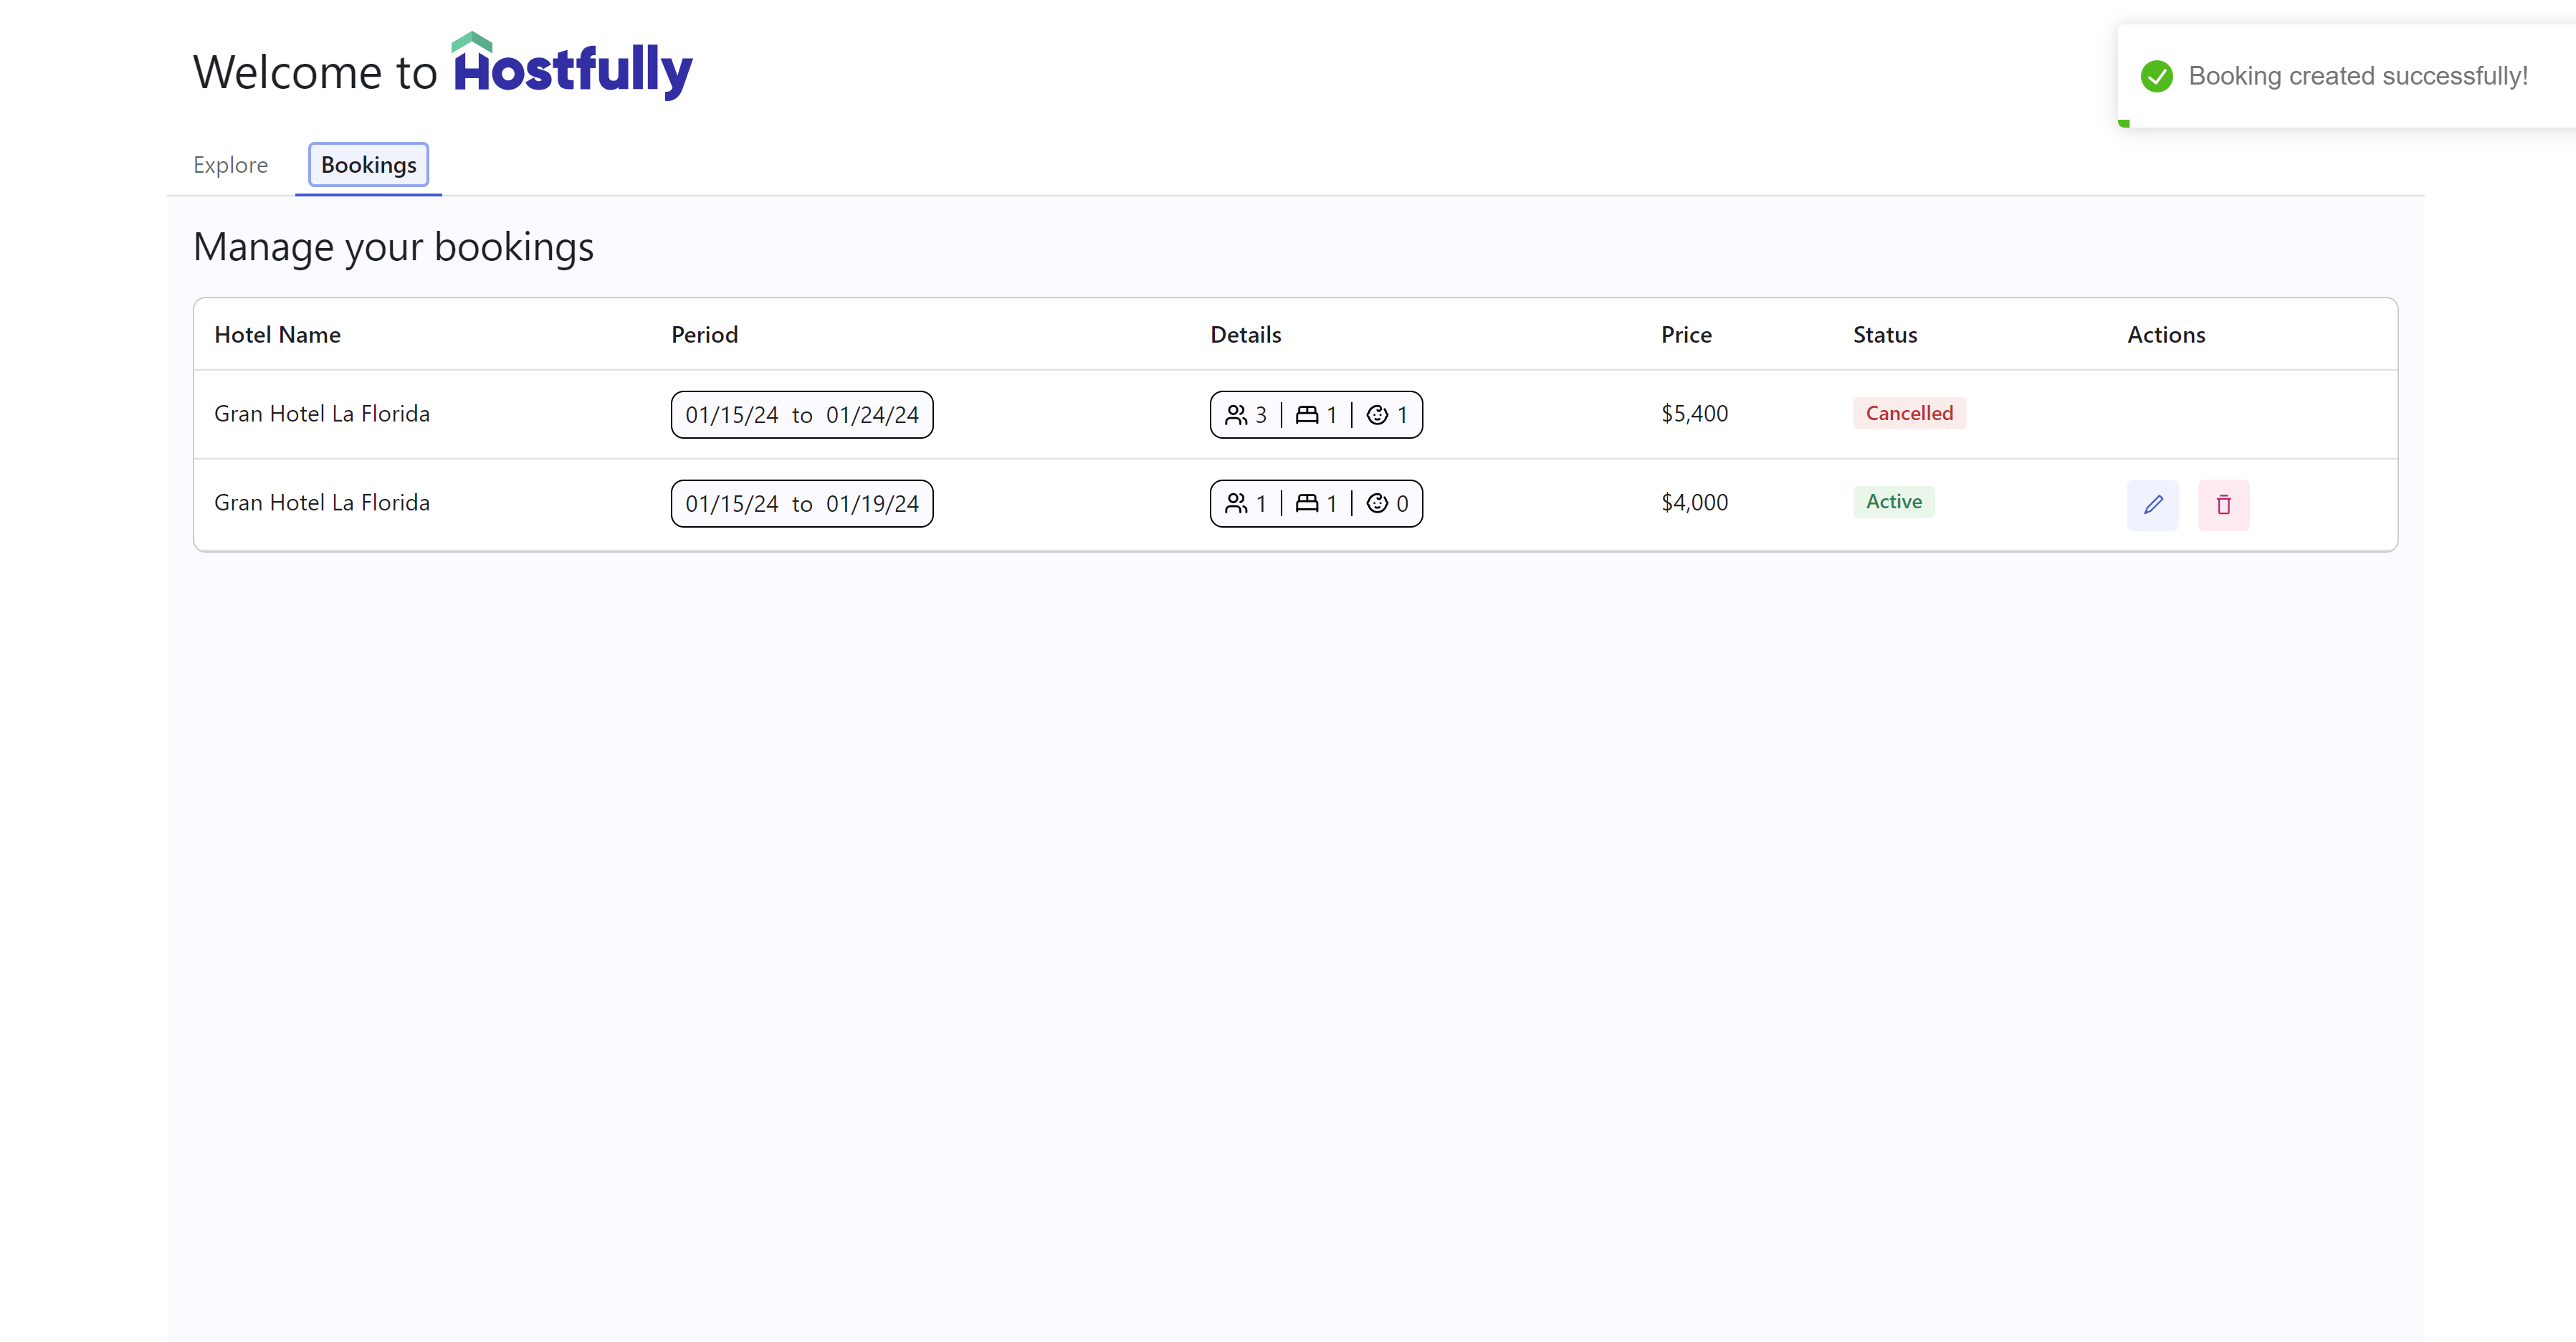 Welcome to Hostfully
Booking created successfully!
Explore Bookings
Manage your bookings
Hotel Name Period Details Price Status Actions
Gran Hotel La Florida 01/15/24 to 01/24/24 3 | 1 | 1 $5,400 Cancelled
Gran Hotel La Florida 01/15/24 to 01/19/24 1 | 1 | 0 $4,000 Active